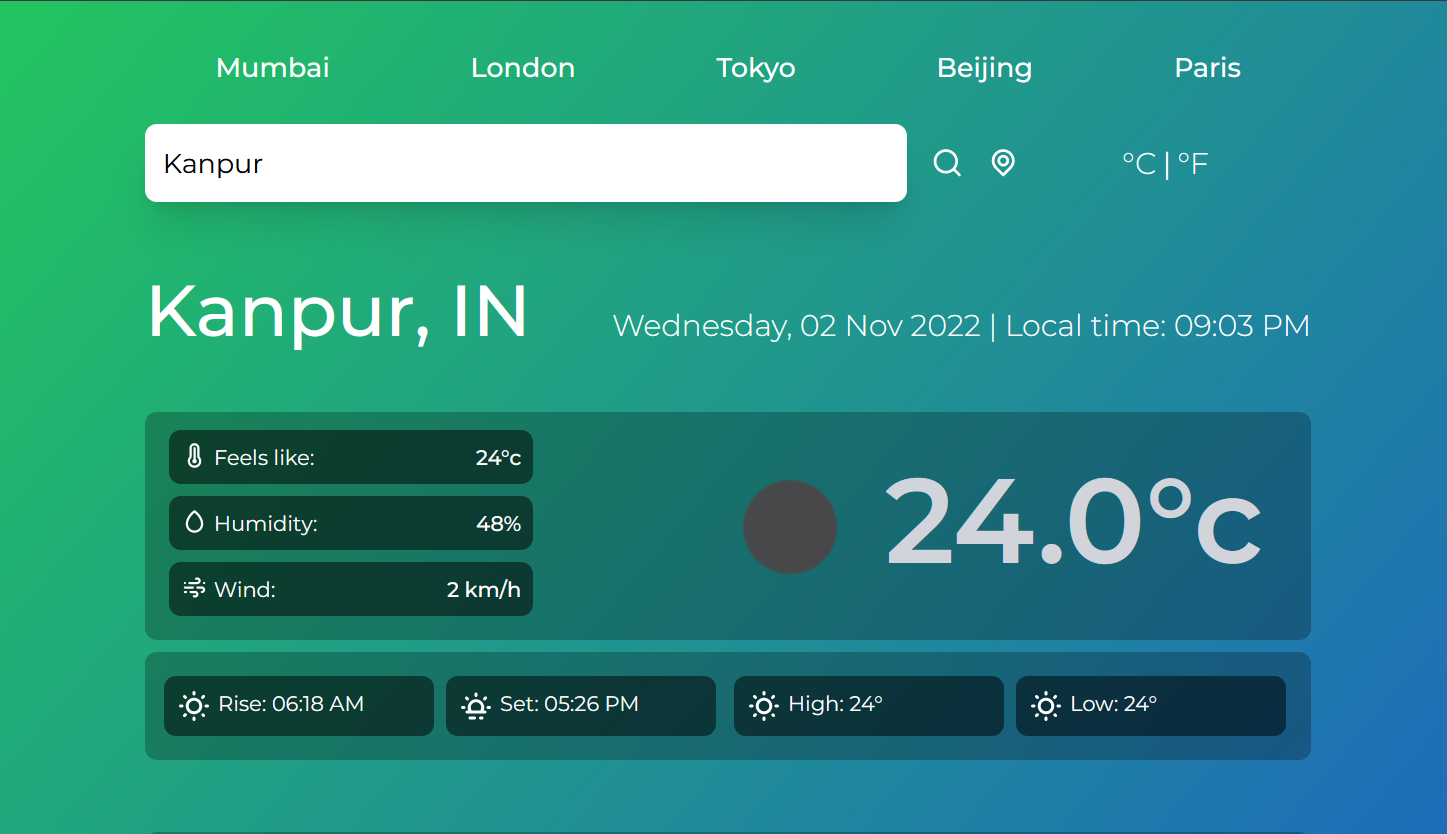 Mumbai London Tokyo Beijing Paris
Kanpur
°C | °F
Kanpur, IN
Wednesday, 02 Nov 2022 | Local time: 09:03 PM
Feels like: 24°c
Humidity: 48%
Wind: 2 km/h
24.0°c
Rise: 06:18 AM
Set: 05:26 PM
High: 24°
Low: 24°